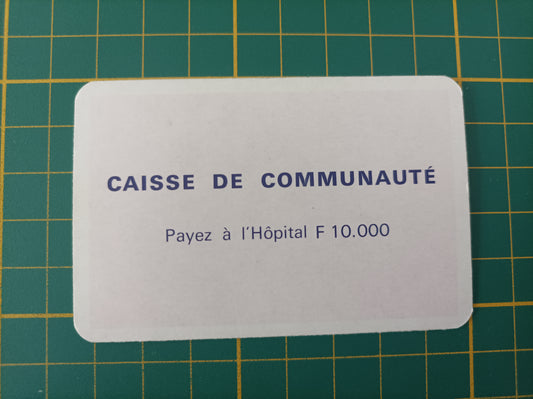 CAISSE DE COMMUNAUTÉ
Payez à l'Hôpital F 10.000